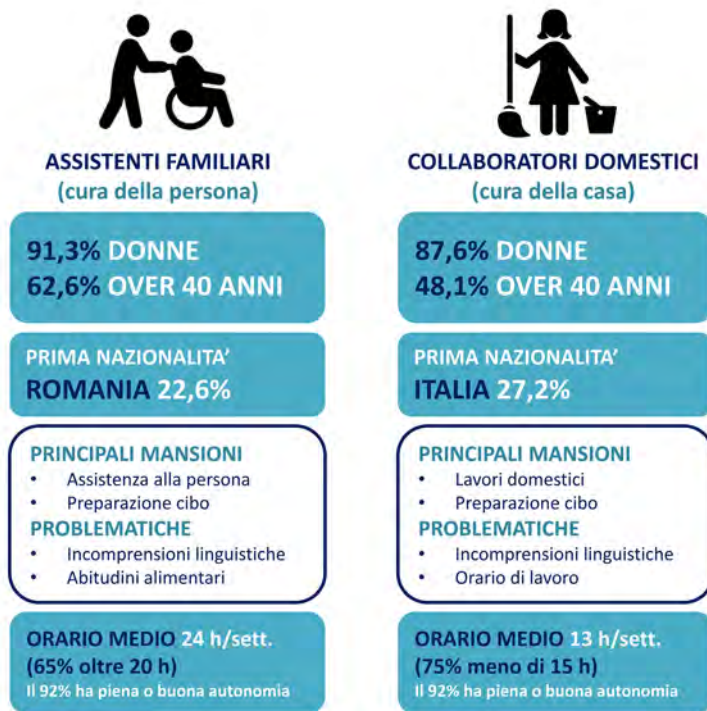 ASSISTENTI FAMILIARI
(cura della persona)
91,3% DONNE
62,6% OVER 40 ANNI
PRIMA NAZIONALITA’
ROMANIA 22,6%
PRINCIPALI MANSIONI
• Assistenza alla persona
• Preparazione cibo
PROBLEMATICHE
• Incomprensioni linguistiche
• Abitudini alimentari
ORARIO MEDIO 24 h/sett.
(65% oltre 20 h)
Il 92% ha piena o buona autonomia
COLLABORATORI DOMESTICI
(cura della casa)
87,6% DONNE
48,1% OVER 40 ANNI
PRIMA NAZIONALITA’
ITALIA 27,2%
PRINCIPALI MANSIONI
• Lavori domestici
• Preparazione cibo
PROBLEMATICHE
• Incomprensioni linguistiche
• Orario di lavoro
ORARIO MEDIO 13 h/sett.
(75% meno di 15 h)
Il 92% ha piena o buona autonomia